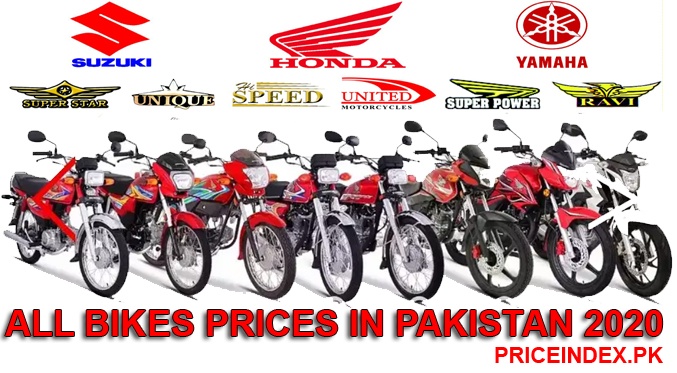 SUZUKI
HONDA
YAMAHA
SUPER STAR
UNIQUE
Hi SPEED
UNITED
MOTORCYCLES
SUPER POWER
RAVI
ALL BIKES PRICES IN PAKISTAN 2020
PRICEINDEX.PK